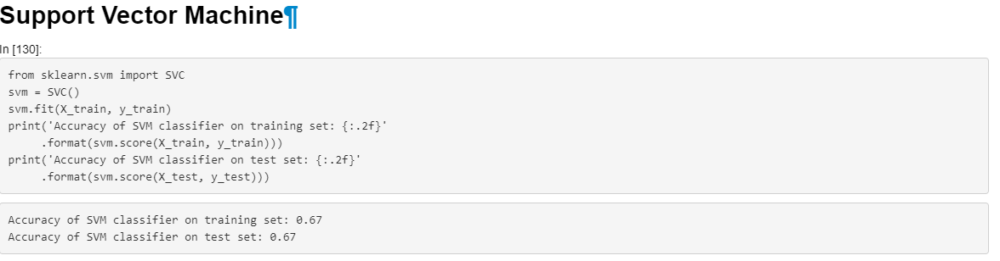 Support Vector Machine¶
In [130]:
from sklearn.svm import SVC
svm = SVC()
svm.fit(X_train, y_train)
print('Accuracy of SVM classifier on training set: {:.2f}'
     .format(svm.score(X_train, y_train)))
print('Accuracy of SVM classifier on test set: {:.2f}'
     .format(svm.score(X_test, y_test)))
Accuracy of SVM classifier on training set: 0.67
Accuracy of SVM classifier on test set: 0.67